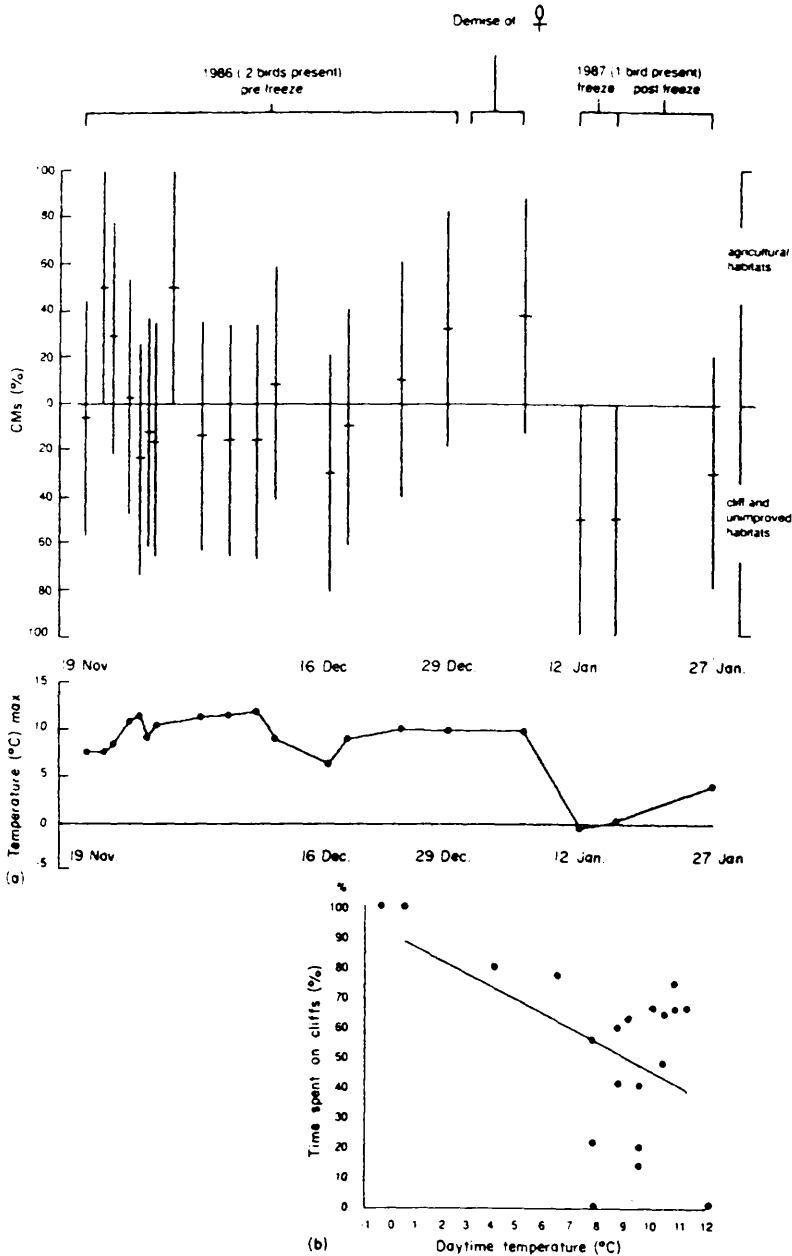 Demise of ♀
1986 (2 birds present)
pre freeze
1987 (1 bird present)
freeze post freeze
CMs (%)
100
80
60
40
20
0
20
40
60
80
100
agricultural
habitats
cliff and
unimproved
habitats
19 Nov 16 Dec 29 Dec. 12 Jan 27 Jan.
Temperature (°C) max
15
10
5
0
-5
19 Nov 16 Dec. 29 Dec. 12 Jan. 27 Jan
(a)
%
Time spent on cliffs (%)
100
90
80
70
60
50
40
30
20
10
0
-1 0 1 2 3 4 5 6 7 8 9 10 11 12
(b) Daytime temperature (°C)